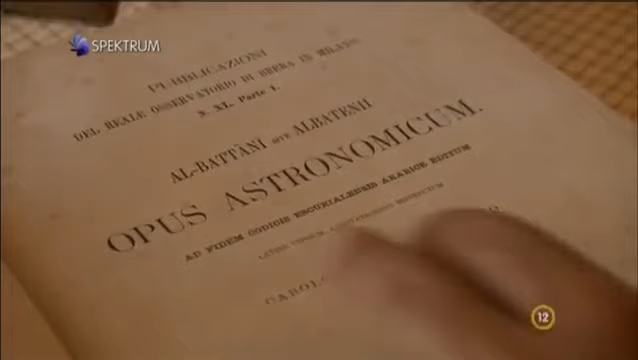 SPEKTRUM
PUBBLICAZIONI
DEL REALE OSSERVATORIO DI BRERA IN MILANO
N. XL. Parte I.
AL-BATTĀNĪ SIVE ALBATENII
OPUS ASTRONOMICUM.
AD FIDEM CODICIS ESCURIALENSIS ARABICE EDITUM
12